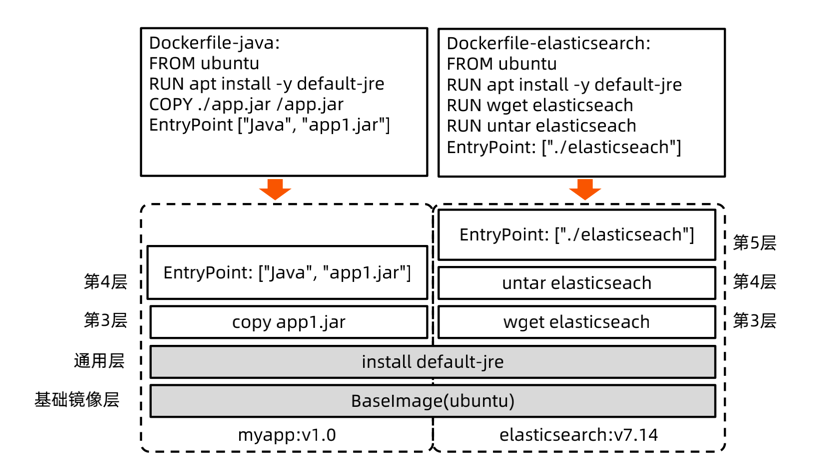 Dockerfile-java:
FROM ubuntu
RUN apt install -y default-jre
COPY ./app.jar /app.jar
EntryPoint ["Java", "app1.jar"]
Dockerfile-elasticsearch:
FROM ubuntu
RUN apt install -y default-jre
RUN wget elasticseach
RUN untar elasticseach
EntryPoint: ["./elasticseach"]
EntryPoint: ["./elasticseach"]
第5层
第4层
EntryPoint: ["Java", "app1.jar"]
untar elasticseach
第4层
第3层
copy app1.jar
wget elasticseach
第3层
通用层
install default-jre
基础镜像层
BaseImage(ubuntu)
myapp:v1.0
elasticsearch:v7.14